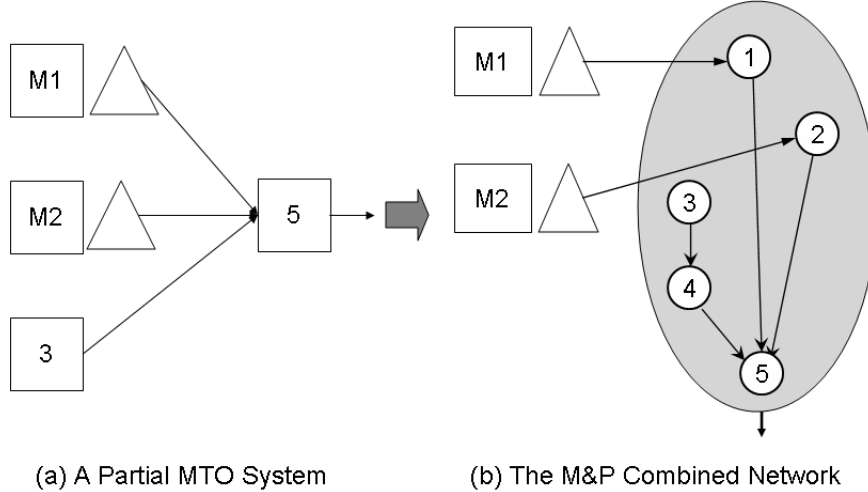 M1
M2
3
5
(a) A Partial MTO System
M1
M2
1
2
3
4
5
(b) The M&P Combined Network